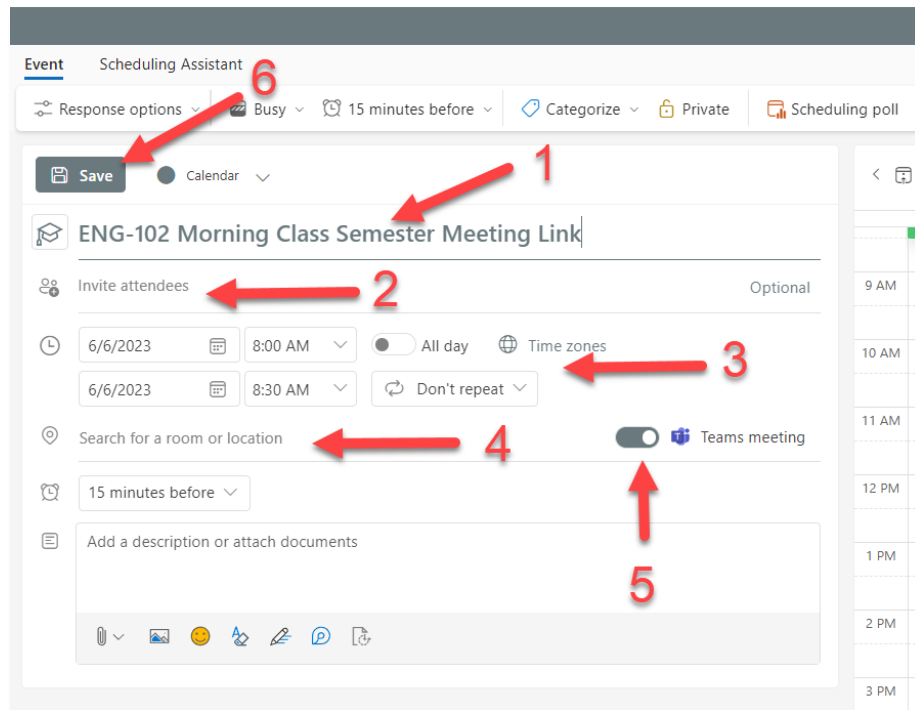 Event Scheduling Assistant
6
Response options Busy 15 minutes before Categorize Private Scheduling poll
Save Calendar
1
ENG-102 Morning Class Semester Meeting Link
Invite attendees Optional
2
9 AM
6/6/2023 8:00 AM All day Time zones
3
10 AM
6/6/2023 8:30 AM Don't repeat
11 AM
Search for a room or location Teams meeting
4
15 minutes before
12 PM
Add a description or attach documents
1 PM
5
2 PM
3 PM